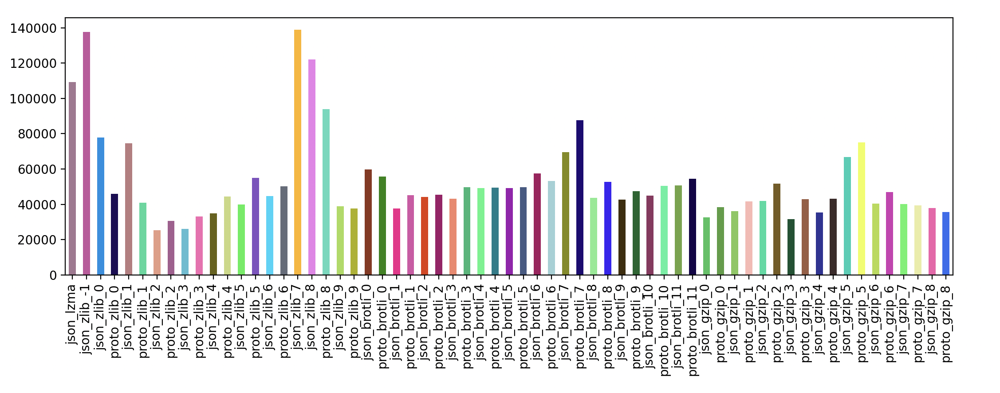 140000
120000
100000
80000
60000
40000
20000
0
json_lzma
json_zlib_-1
json_zlib_0
proto_zlib_0
json_zlib_1
proto_zlib_1
json_zlib_2
proto_zlib_2
json_zlib_3
proto_zlib_3
json_zlib_4
proto_zlib_4
json_zlib_5
proto_zlib_5
json_zlib_6
proto_zlib_6
json_zlib_7
json_zlib_8
proto_zlib_8
json_zlib_9
proto_zlib_9
json_brotli_0
proto_brotli_0
json_brotli_1
proto_brotli_1
json_brotli_2
proto_brotli_2
json_brotli_3
proto_brotli_3
json_brotli_4
proto_brotli_4
json_brotli_5
proto_brotli_5
json_brotli_6
proto_brotli_6
json_brotli_7
proto_brotli_7
json_brotli_8
proto_brotli_8
json_brotli_9
proto_brotli_9
json_brotli_10
proto_brotli_10
json_brotli_11
proto_brotli_11
json_gzip_0
proto_gzip_0
json_gzip_1
proto_gzip_1
json_gzip_2
proto_gzip_2
json_gzip_3
proto_gzip_3
json_gzip_4
proto_gzip_4
json_gzip_5
proto_gzip_5
json_gzip_6
proto_gzip_6
json_gzip_7
proto_gzip_7
json_gzip_8
proto_gzip_8